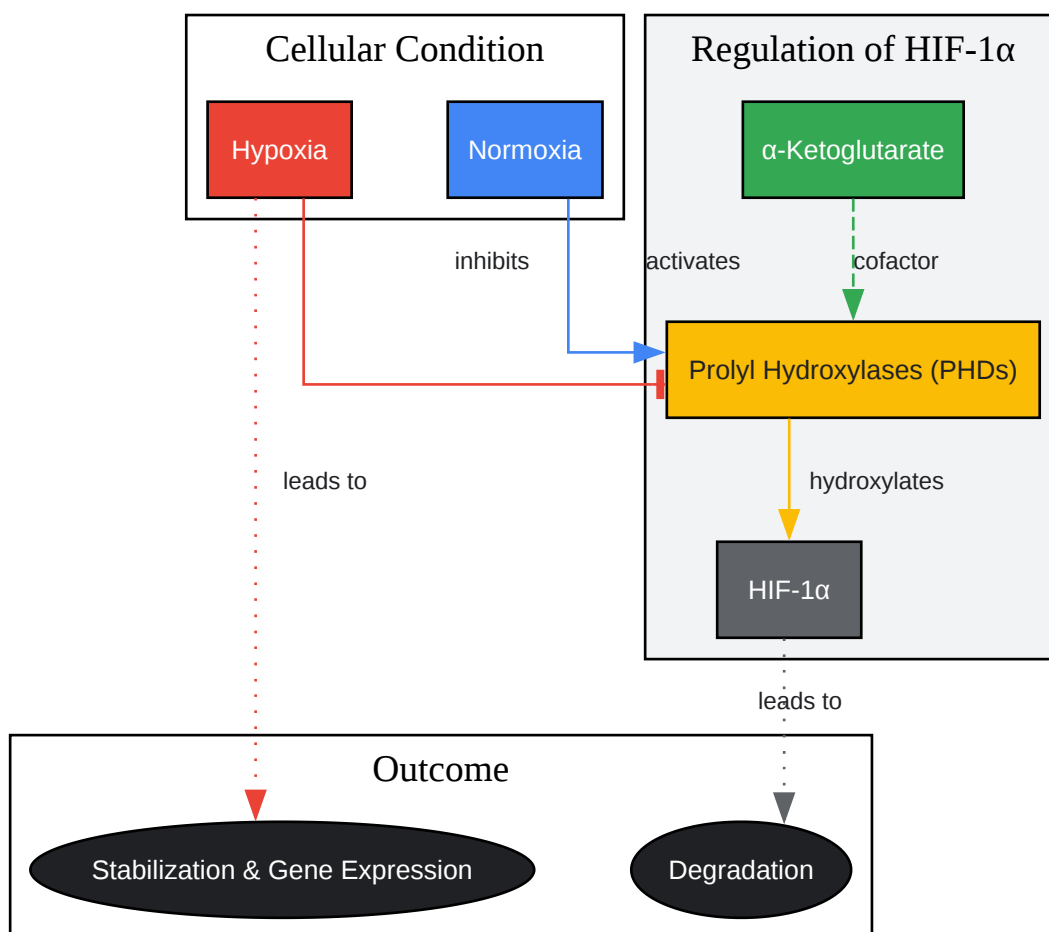 Cellular Condition
Regulation of HIF-1α
Hypoxia
Normoxia
α-Ketoglutarate
inhibits
activates
cofactor
Prolyl Hydroxylases (PHDs)
leads to
hydroxylates
HIF-1α
leads to
Outcome
Stabilization & Gene Expression
Degradation